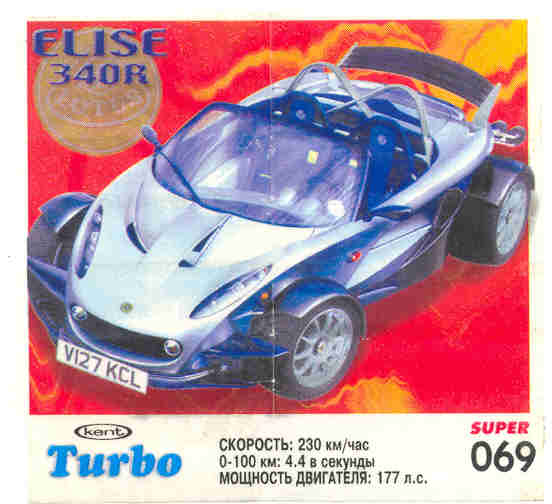 ELISE
340R
LOTUS
V127 KCL
kent
Turbo
СКОРОСТЬ: 230 км/час
0-100 км: 4.4 в секунды
МОЩНОСТЬ ДВИГАТЕЛЯ: 177 л.с.
SUPER
069